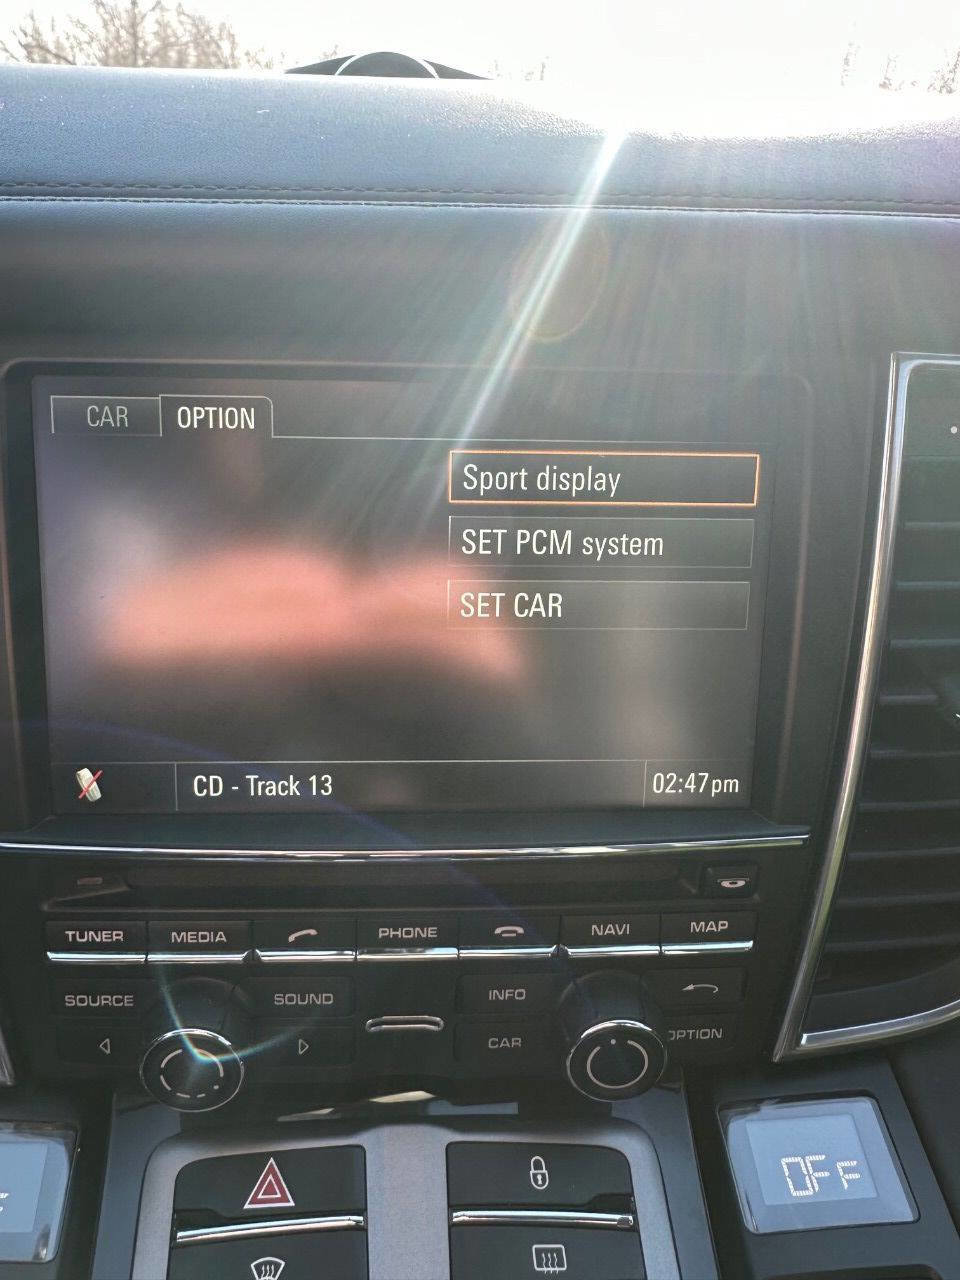 CAR OPTION
Sport display
SET PCM system
SET CAR
CD - Track 13 02:47pm
TUNER MEDIA PHONE NAVI MAP
SOURCE SOUND INFO
CAR OPTION
OFF